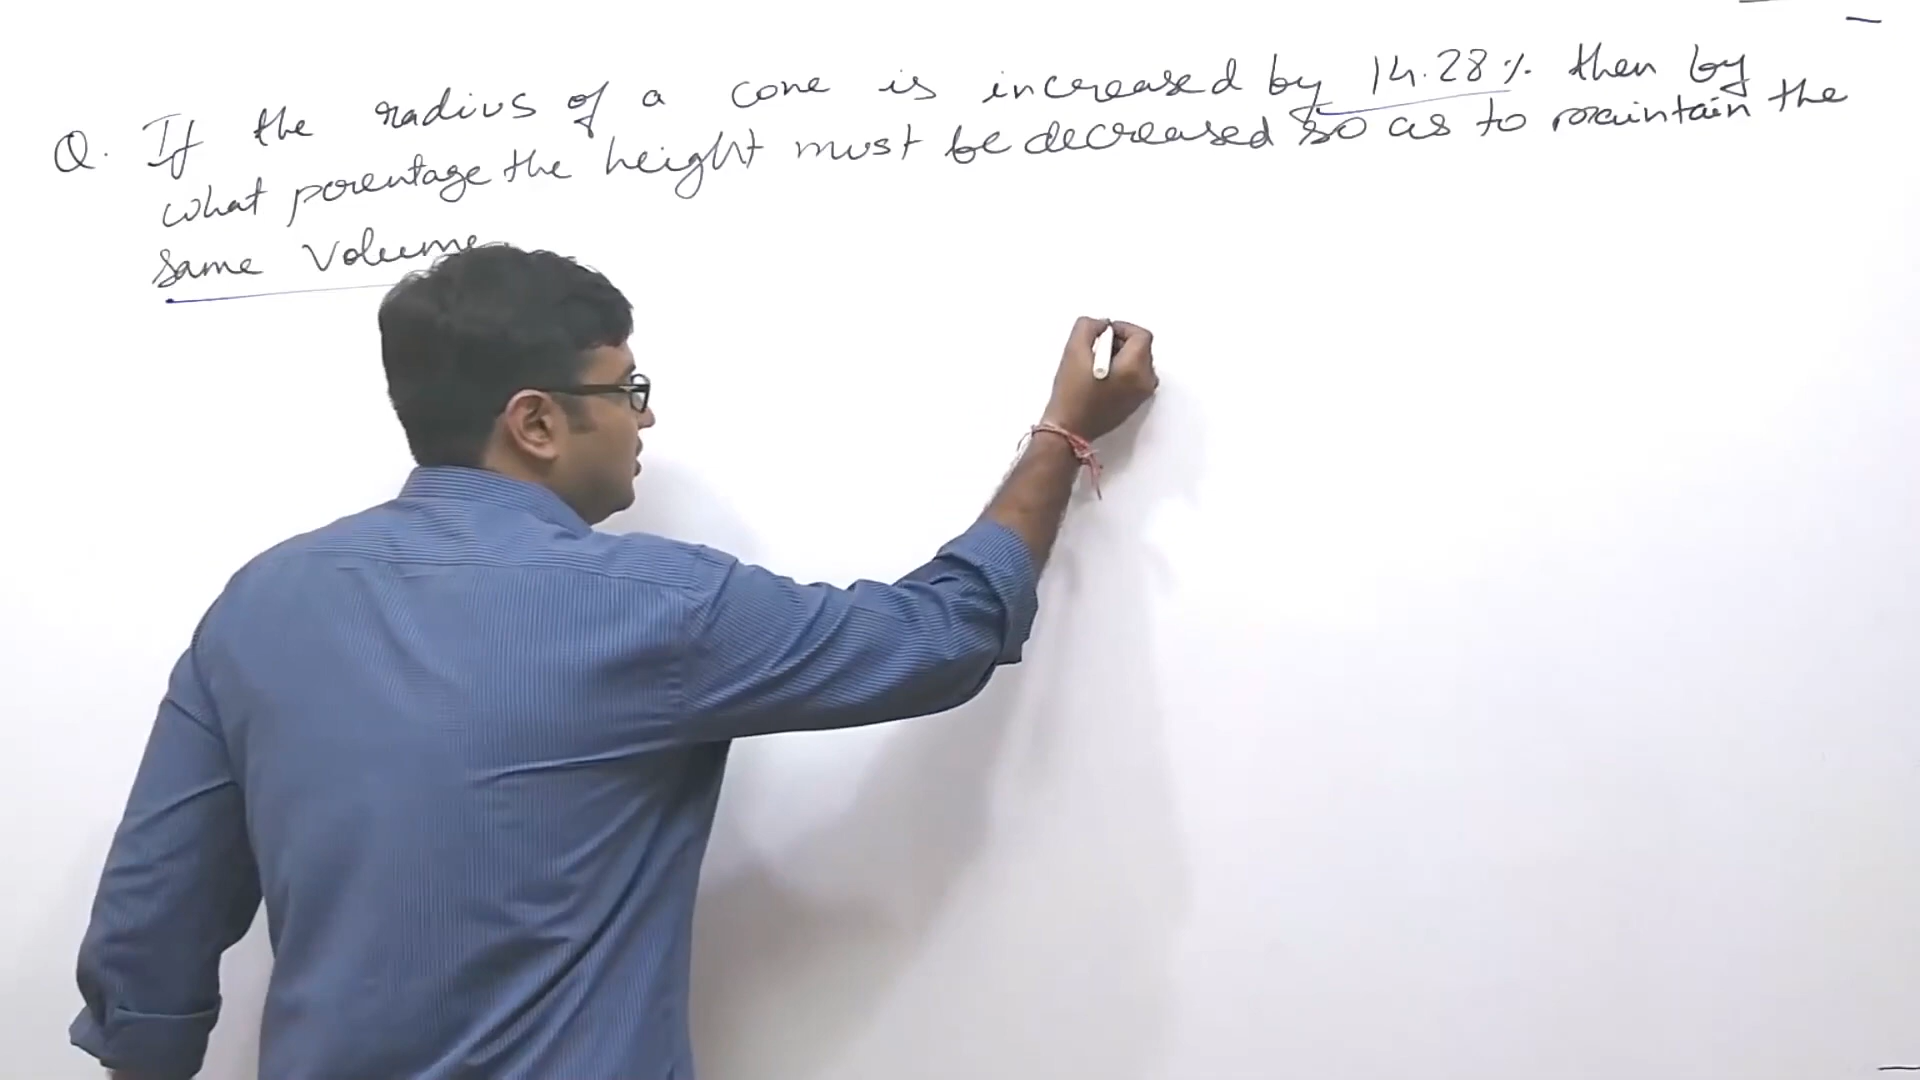 Q. If the radius of a cone is increased by 14.28% then by
what percentage the height must be decreased so as to maintain the
same Volume